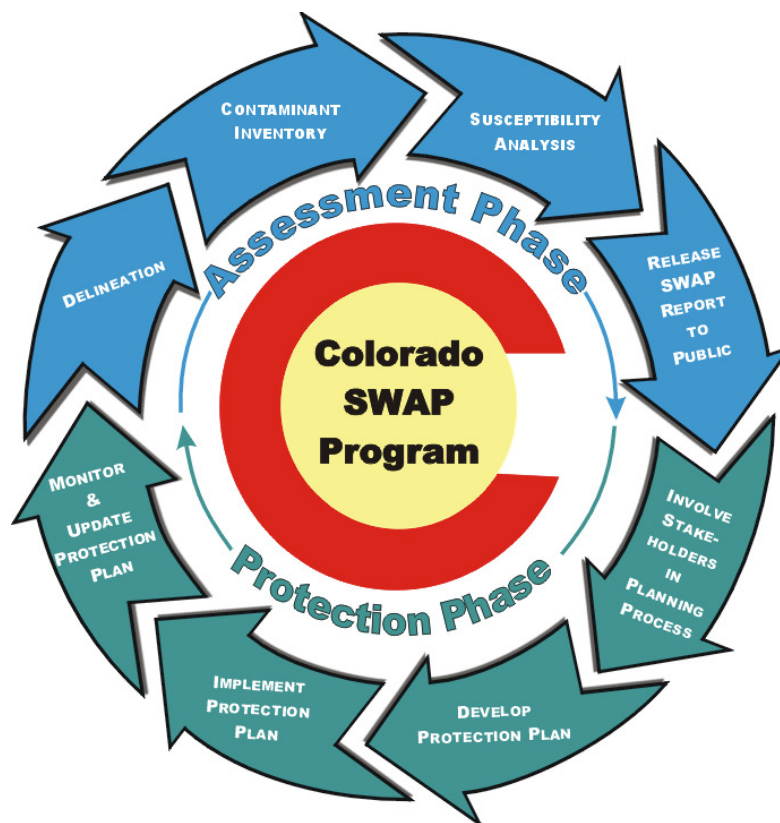 CONTAMINANT
INVENTORY
SUSCEPTIBILITY
ANALYSIS
DELINEATION
Assessment Phase
RELEASE
SWAP
REPORT
TO
PUBLIC
Colorado
SWAP
Program
MONITOR
&
UPDATE
PROTECTION
PLAN
INVOLVE
STAKE-
HOLDERS
IN
PLANNING
PROCESS
Protection Phase
IMPLEMENT
PROTECTION
PLAN
DEVELOP
PROTECTION PLAN